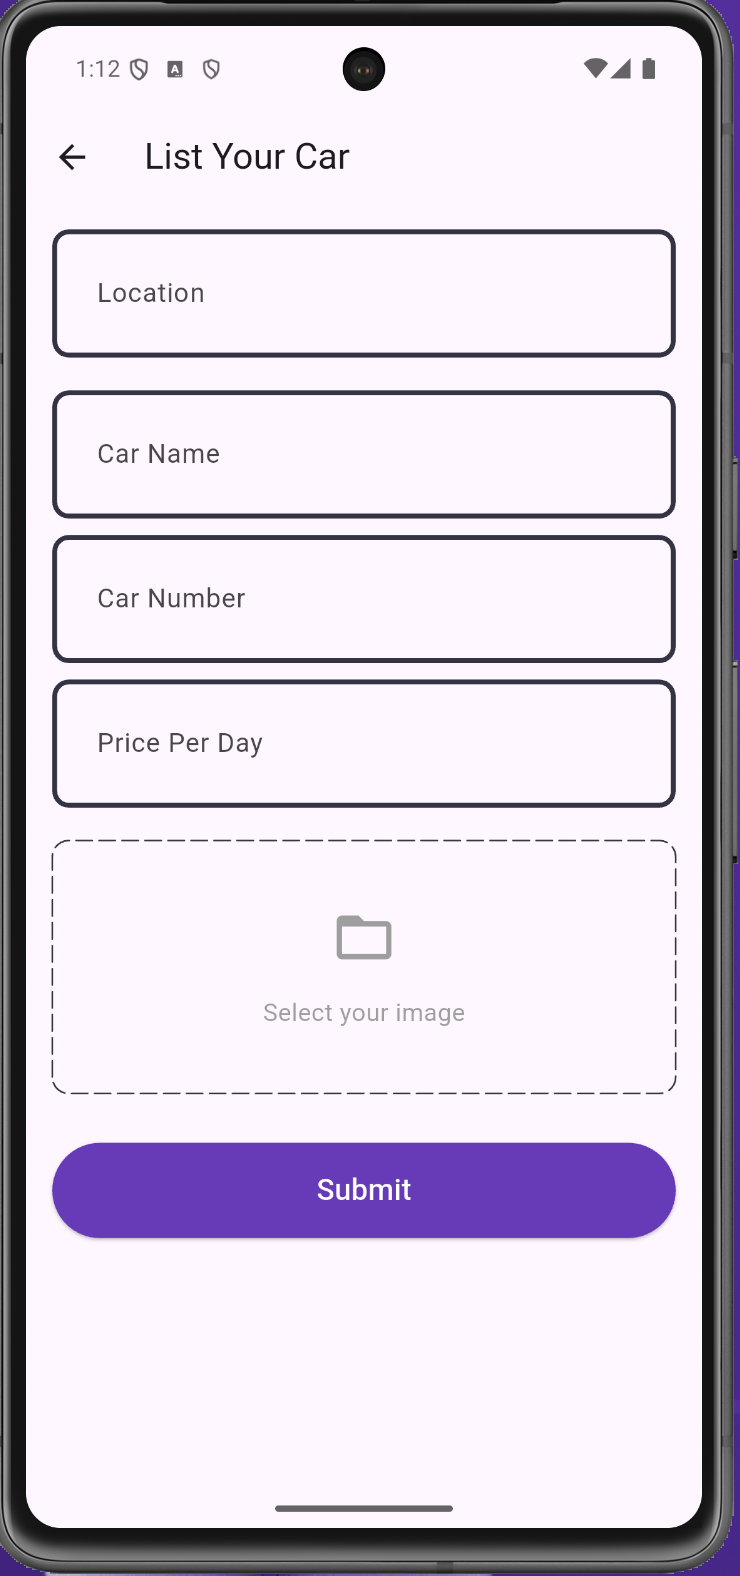 1:12
List Your Car
Location
Car Name
Car Number
Price Per Day
Select your image
Submit